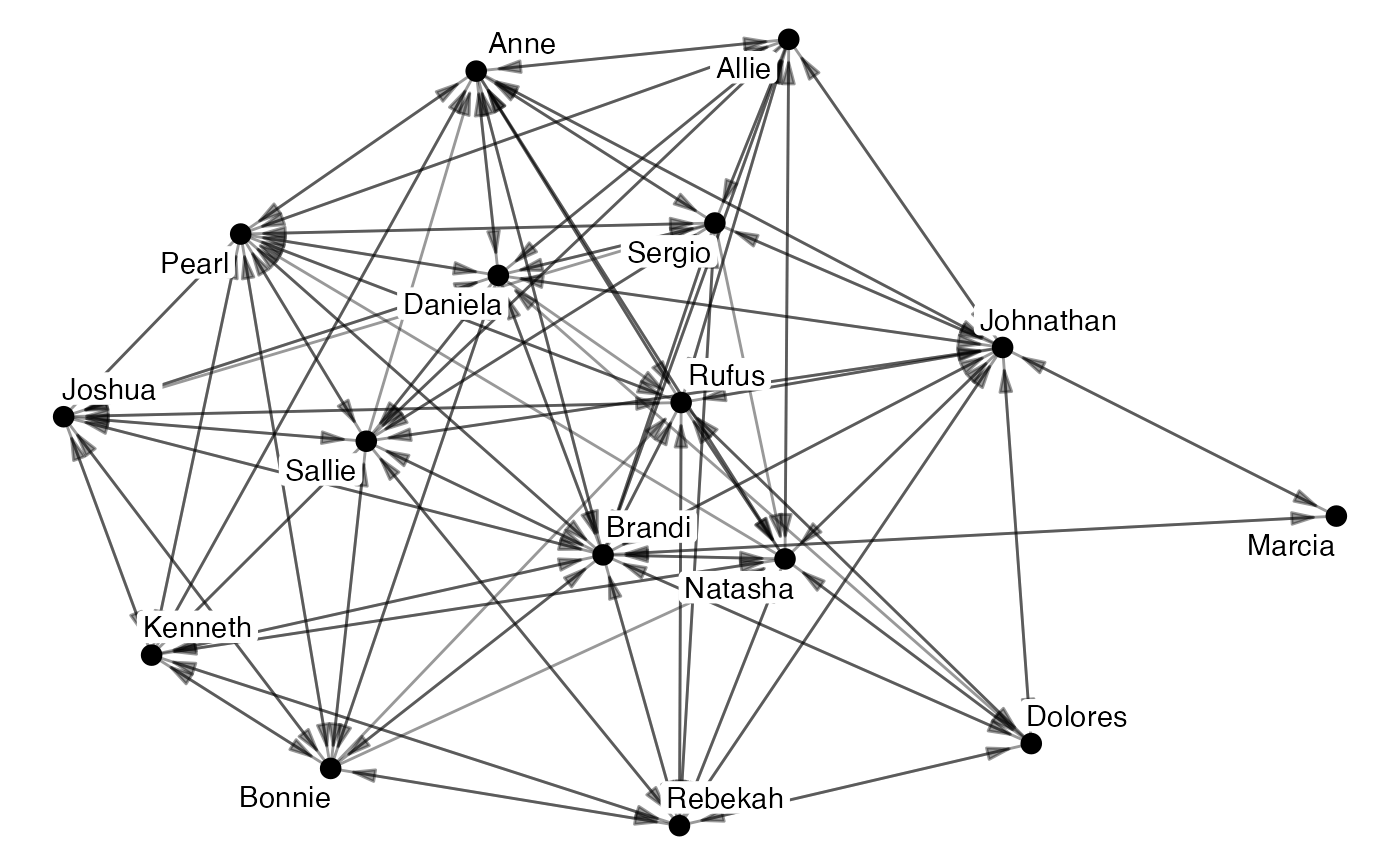 Anne
Allie
Pearl
Sergio
Daniela
Johnathan
Joshua
Rufus
Sallie
Brandi
Marcia
Natasha
Kenneth
Dolores
Bonnie
Rebekah